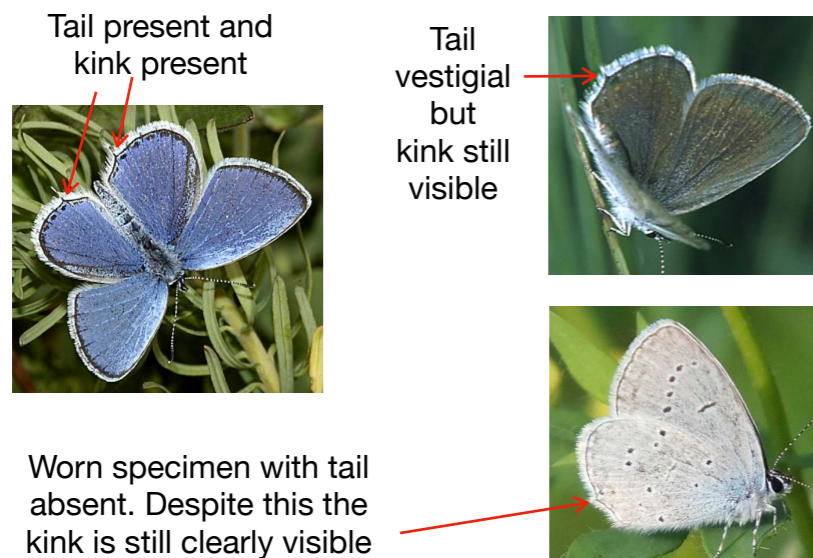 Tail present and
kink present
Tail
vestigial
but
kink still
visible
Worn specimen with tail
absent. Despite this the
kink is still clearly visible